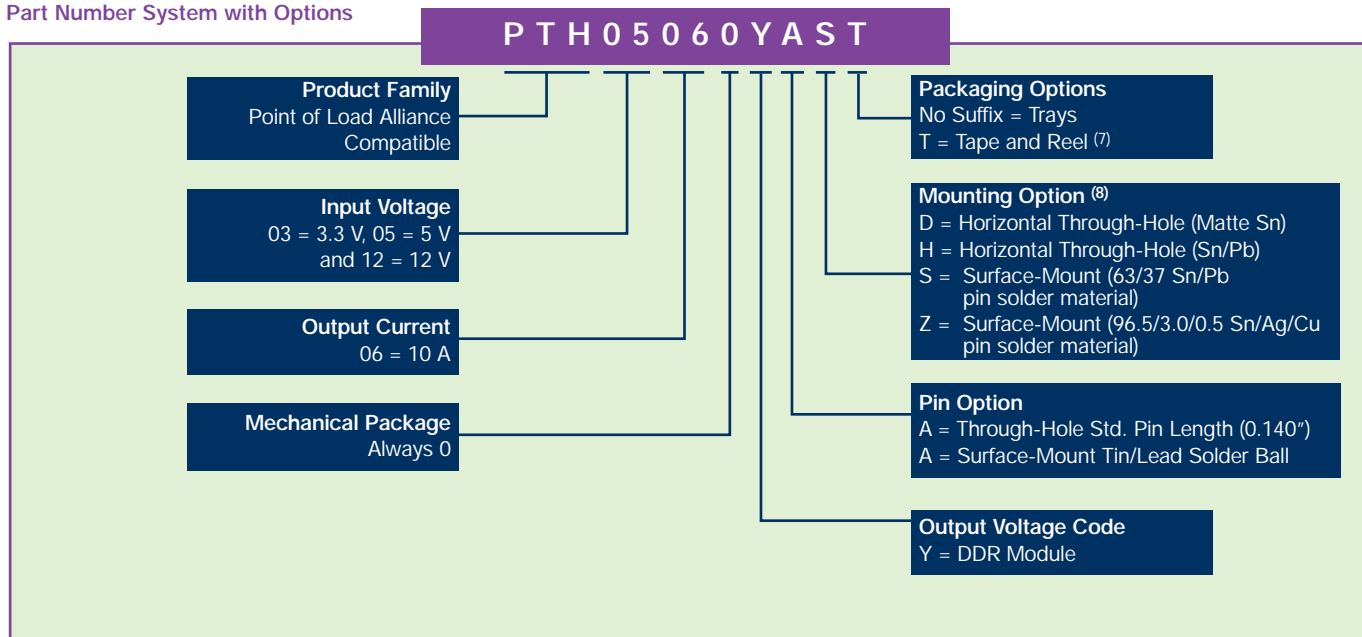 Part Number System with Options
PTH05060YAST
Product Family
Point of Load Alliance
Compatible
Input Voltage
03 = 3.3 V, 05 = 5 V
and 12 = 12 V
Output Current
06 = 10 A
Mechanical Package
Always 0
Packaging Options
No Suffix = Trays
T = Tape and Reel (7)
Mounting Option (8)
D = Horizontal Through-Hole (Matte Sn)
H = Horizontal Through-Hole (Sn/Pb)
S = Surface-Mount (63/37 Sn/Pb
pin solder material)
Z = Surface-Mount (96.5/3.0/0.5 Sn/Ag/Cu
pin solder material)
Pin Option
A = Through-Hole Std. Pin Length (0.140″)
A = Surface-Mount Tin/Lead Solder Ball
Output Voltage Code
Y = DDR Module